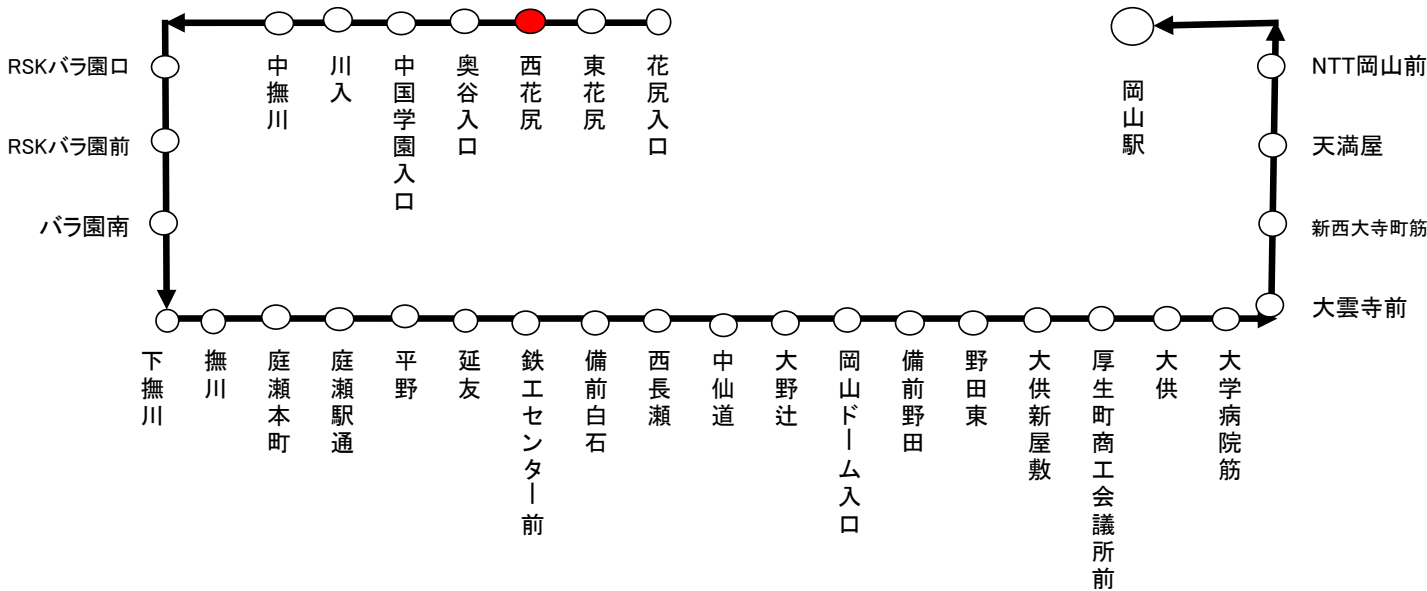 中撫川
川入
中国学園入口
奥谷入口
西花尻
東花尻
花尻入口
岡山駅
RSKバラ園口
RSKバラ園前
バラ園南
NTT岡山前
天満屋
新西大寺町筋
大雲寺前
下撫川
撫川
庭瀬本町
庭瀬駅通
平野
延友
鉄工センター前
備前白石
西長瀬
中仙道
大野辻
岡山ドーム入口
備前野田
野田東
大供新屋敷
厚生町商工会議所前
大供
大学病院筋